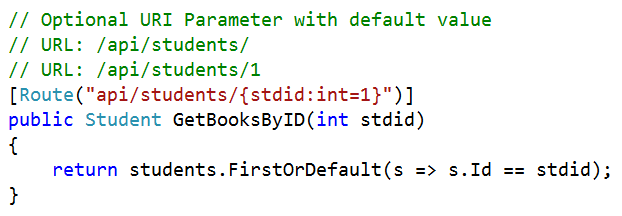 // Optional URI Parameter with default value
// URL: /api/students/
// URL: /api/students/1
[Route("api/students/{stdid:int=1}")]
public Student GetBooksByID(int stdid)
{
    return students.FirstOrDefault(s => s.Id == stdid);
}